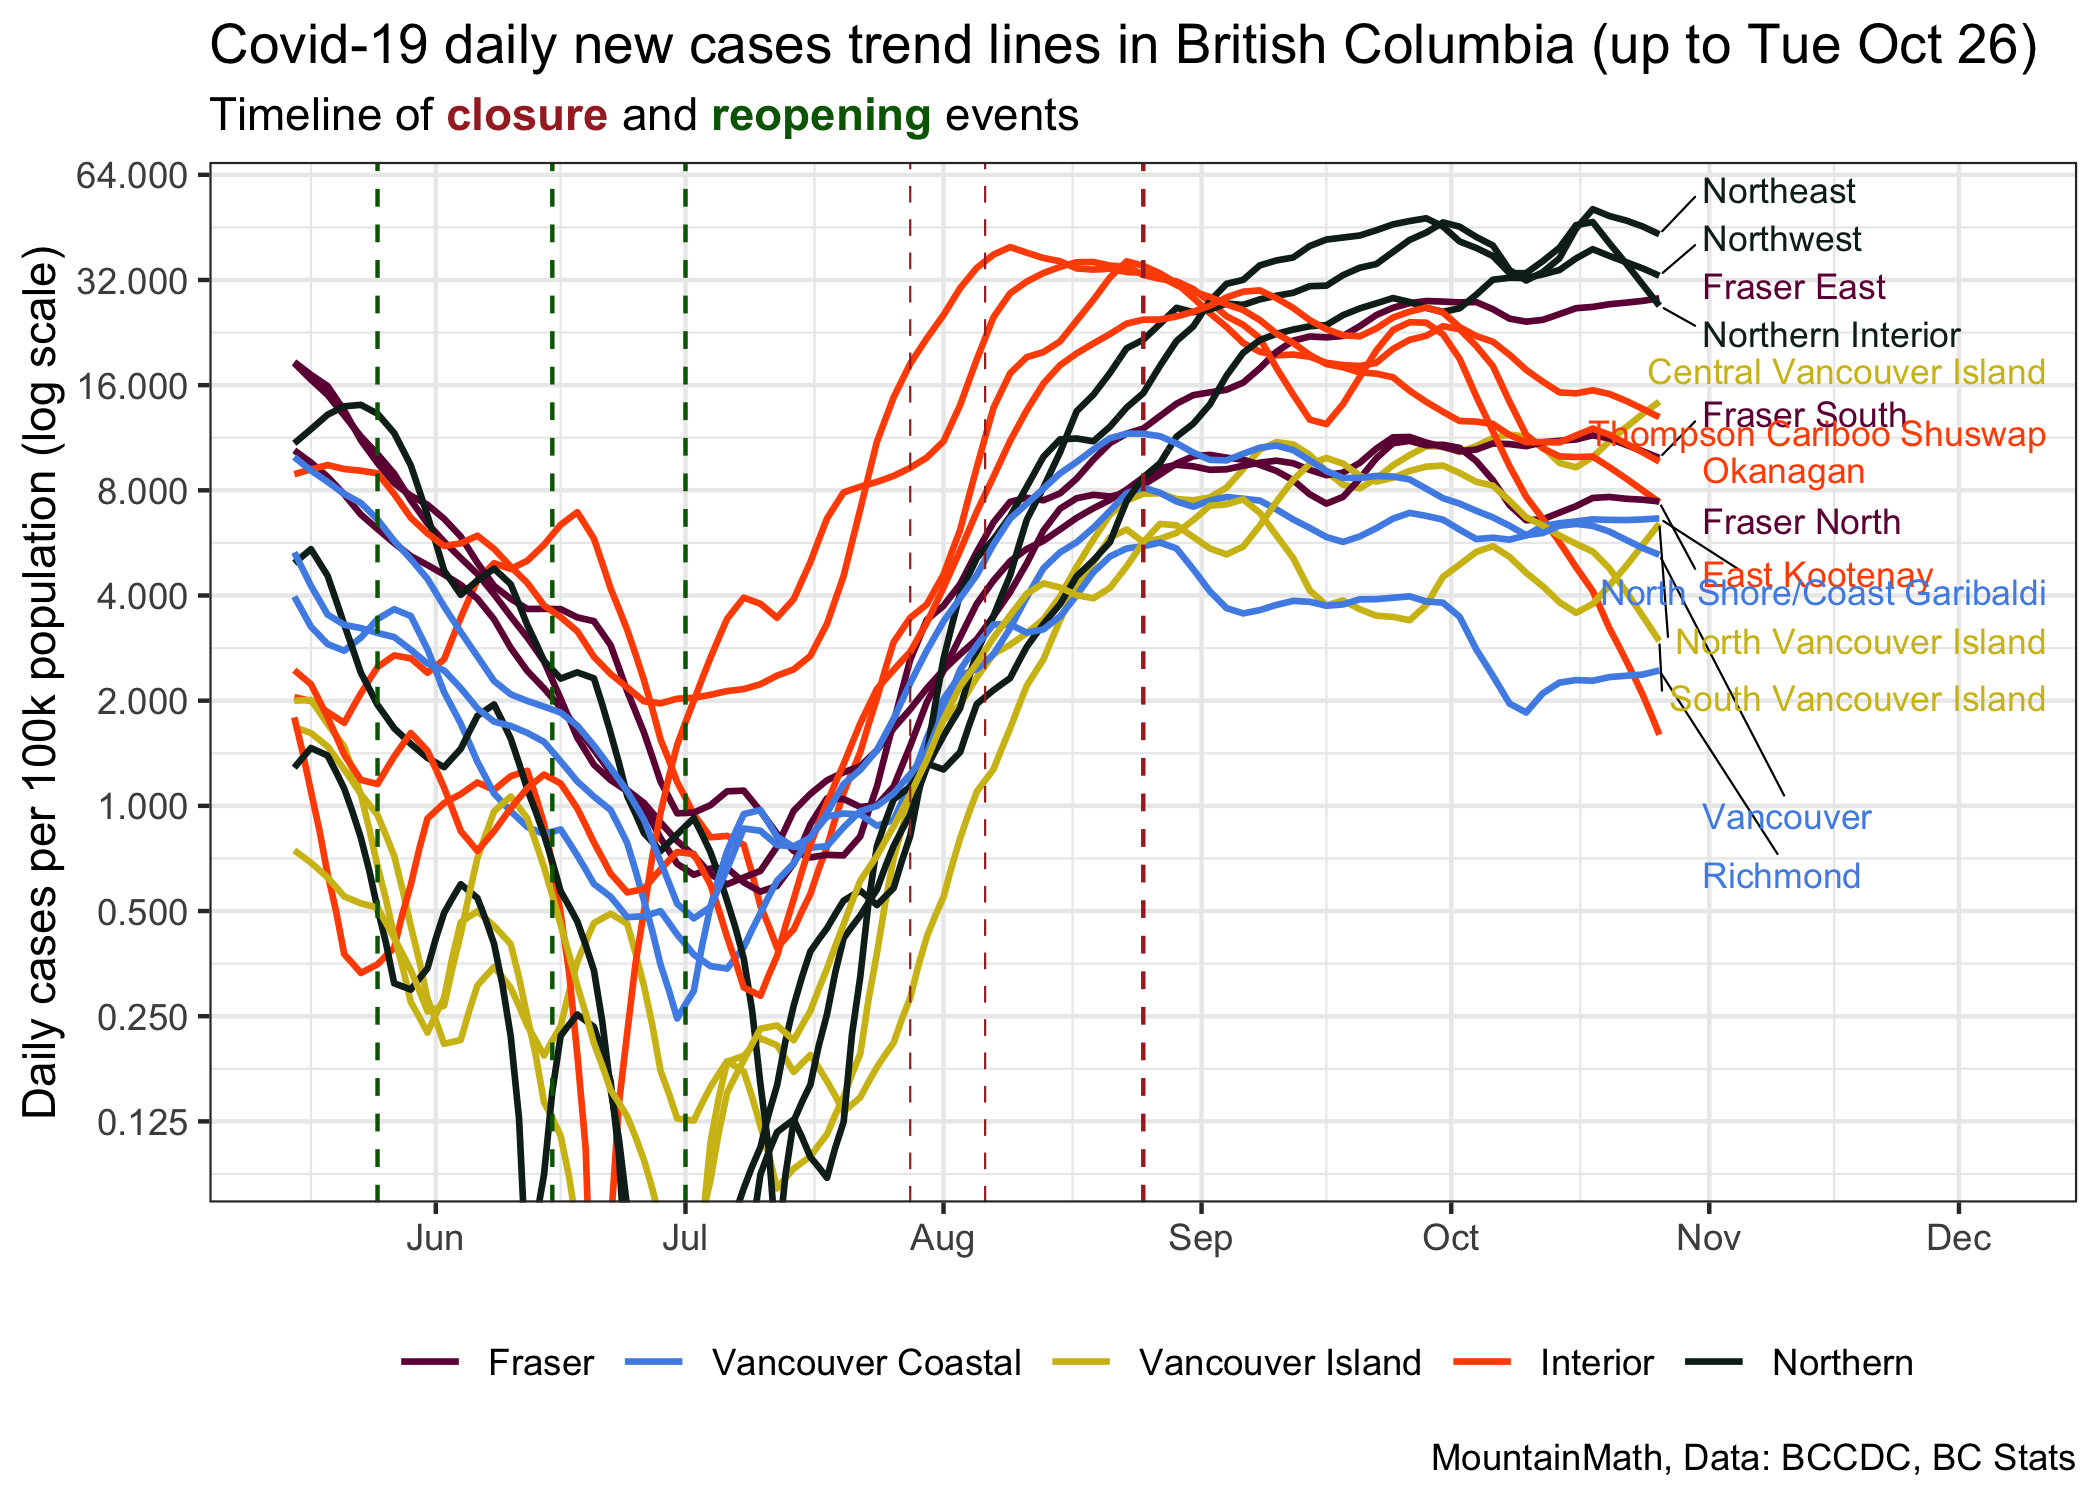 Covid-19 daily new cases trend lines in British Columbia (up to Tue Oct 26)
Timeline of closure and reopening events
Daily cases per 100k population (log scale)
64.000
32.000
16.000
8.000
4.000
2.000
1.000
0.500
0.250
0.125
Northeast
Northwest
Fraser East
Northern Interior
Central Vancouver Island
Fraser South
Thompson Cariboo Shuswap
Okanagan
Fraser North
East Kootenay
North Shore/Coast Garibaldi
North Vancouver Island
South Vancouver Island
Vancouver
Richmond
Jun Jul Aug Sep Oct Nov Dec
Fraser Vancouver Coastal Vancouver Island Interior Northern
MountainMath, Data: BCCDC, BC Stats